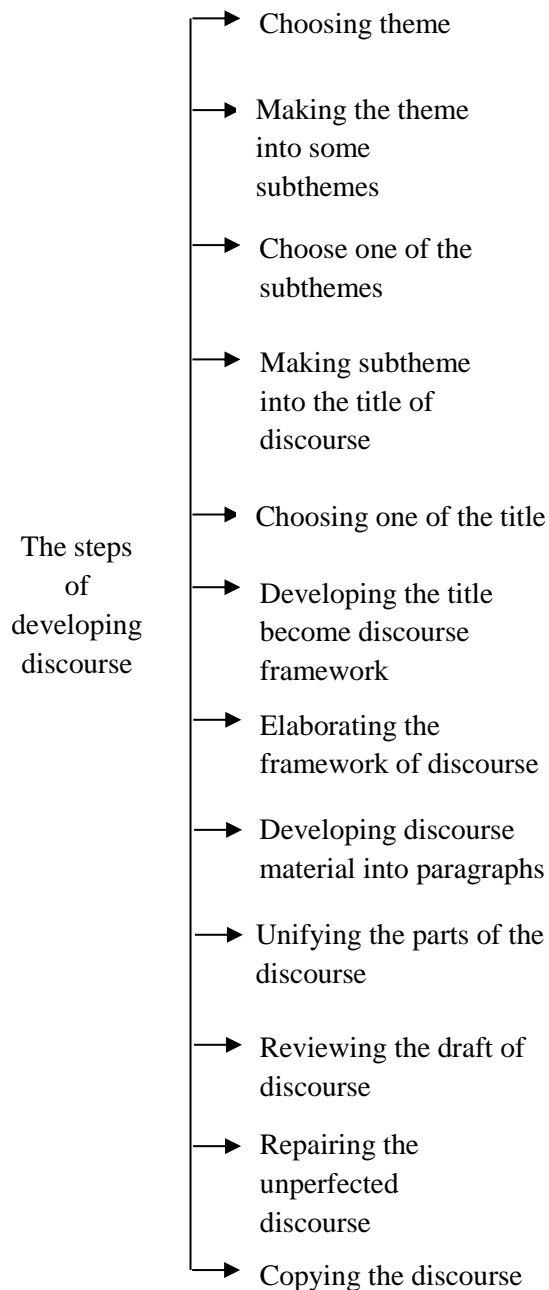 Choosing theme
Making the theme
into some
subthemes
Choose one of the
subthemes
Making subtheme
into the title of
discourse
Choosing one of the title
The steps
of
developing
discourse
Developing the title
become discourse
framework
Elaborating the
framework of discourse
Developing discourse
material into paragraphs
Unifying the parts of the
discourse
Reviewing the draft of
discourse
Repairing the
unperfected
discourse
Copying the discourse